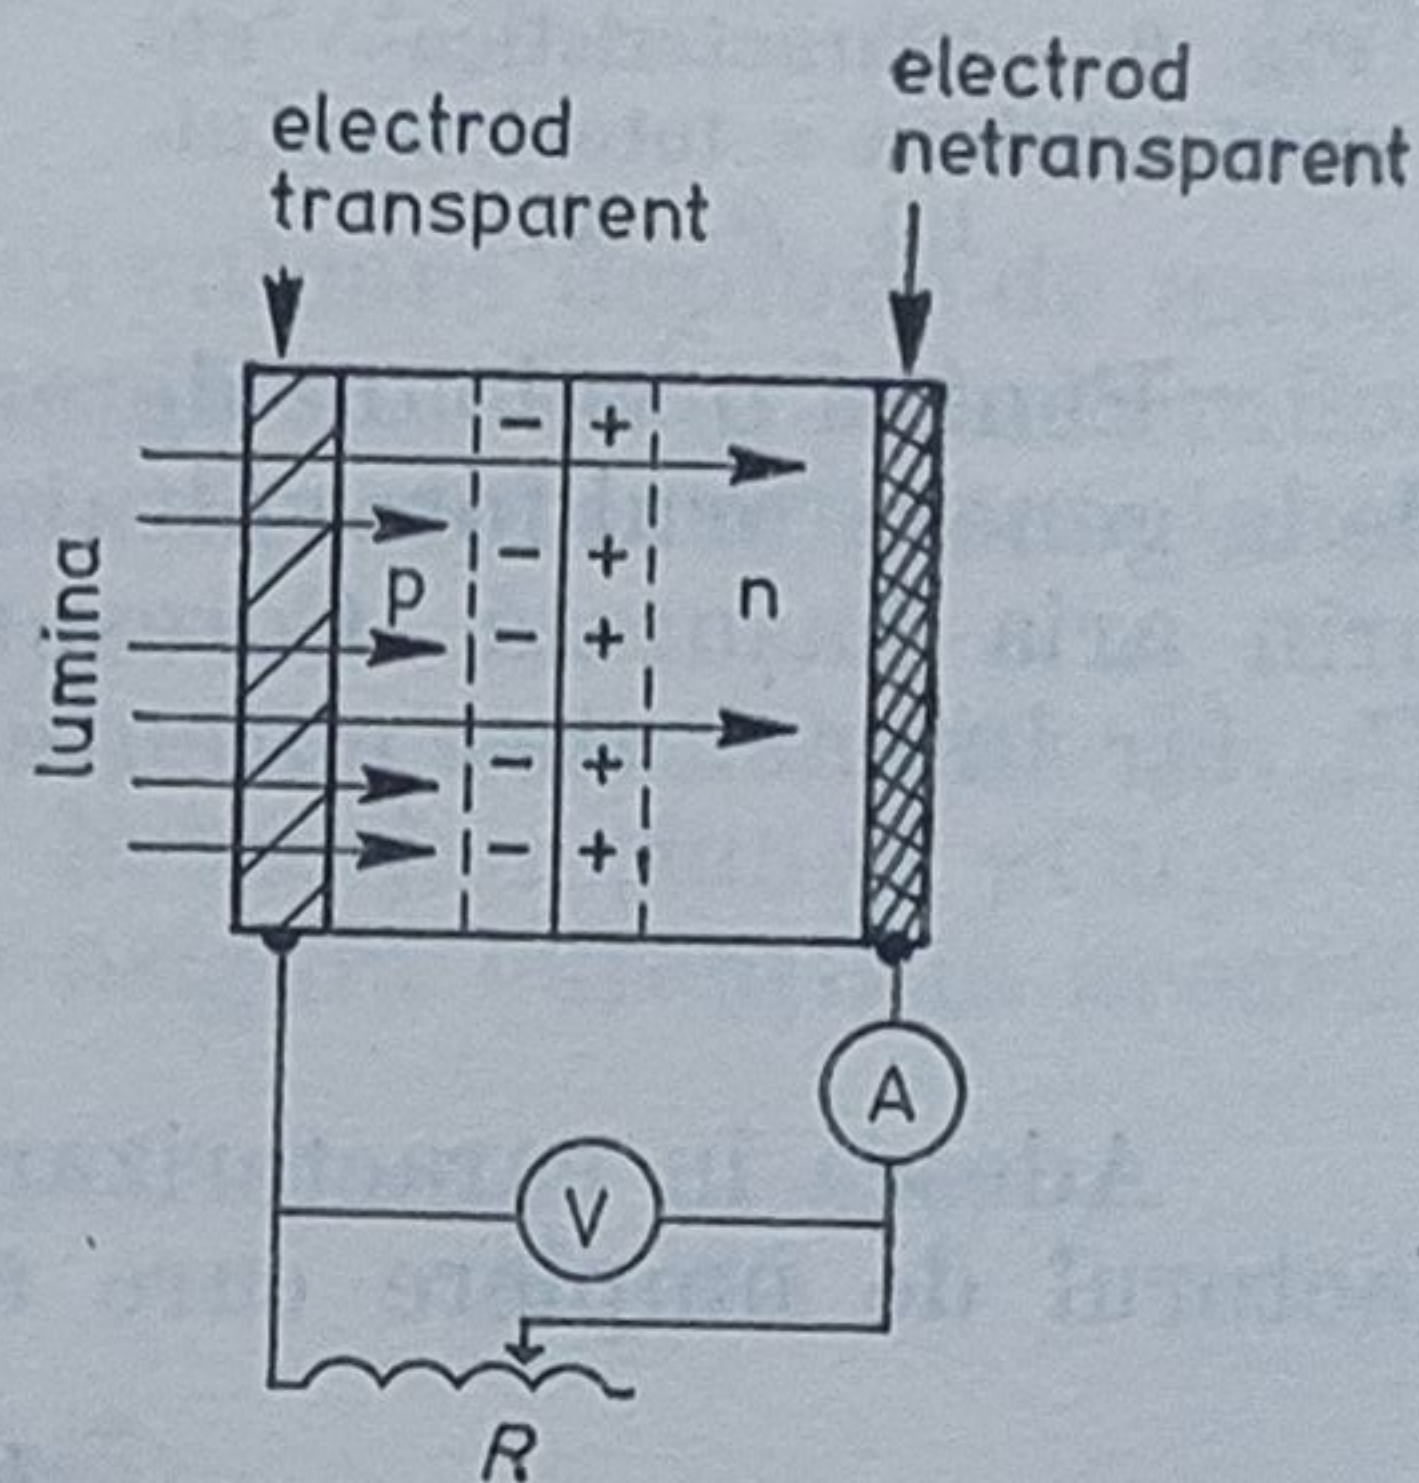 electrod
transparent
electrod
netransparent
lumina
- +
- +
p
n
- +
- +
- +
A
V
R